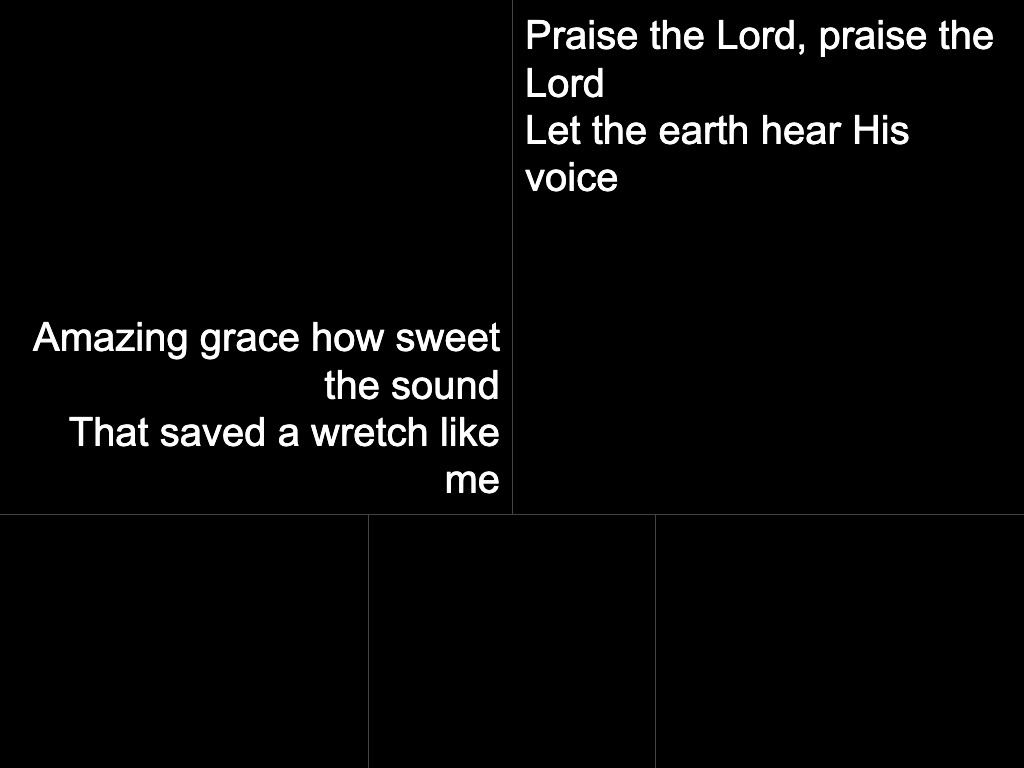 Amazing grace how sweet
the sound
That saved a wretch like
me
Praise the Lord, praise the
Lord
Let the earth hear His
voice